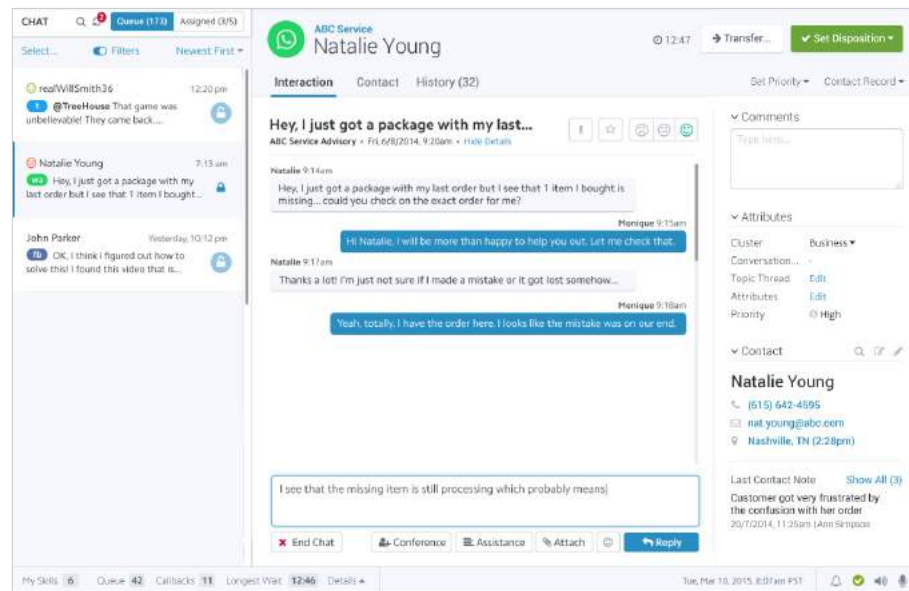 CHAT
2
Queue (173)
Assigned (3/5)
Select...
Filters
Newest First
realWillSmith36
12:20 pm
@TreeHouse That game was
unbelievable! They came back....
Natalie Young
7:13 am
Hey, I just got a package with my
last order but I see that 1 item I bought...
John Parker
Yesterday, 10:12 pm
fb OK, I think I figured out how to
solve this! I found this video that is...
ABC Service
Natalie Young
12:47
Transfer...
Set Disposition
Interaction
Contact
History (32)
Set Priority
Contact Record
Hey, I just got a package with my last...
ABC Service Advisory • Fri, 6/8/2014, 9:20am • Hide Details
Natalie 9:14am
Hey, I just got a package with my last order but I see that 1 item I bought is
missing... could you check on the exact order for me?
Monique 9:15am
Hi Natalie, I will be more than happy to help you out. Let me check that.
Natalie 9:17am
Thanks a lot! I'm just not sure if I made a mistake or it got lost somehow...
Monique 9:18am
Yeah, totally. I have the order here. I looks like the mistake was on our end.
I see that the missing item is still processing which probably means
End Chat
Conference
Assistance
Attach
Reply
Comments
Type here...
Attributes
Cluster
Business
Conversation...
-
Topic Thread
Edit
Attributes
Edit
Priority
High
Contact
Natalie Young
(615) 642-4595
nat.young@abc.com
Nashville, TN (2:28pm)
Last Contact Note
Show All (3)
Customer got very frustrated by
the confusion with her order
20/7/2014, 11:25am | Ann Simpson
My Skills 6
Queue 42
Callbacks 11
Longest Wait 12:46
Details
Tue, Mar 10, 2015, 8:07am PST